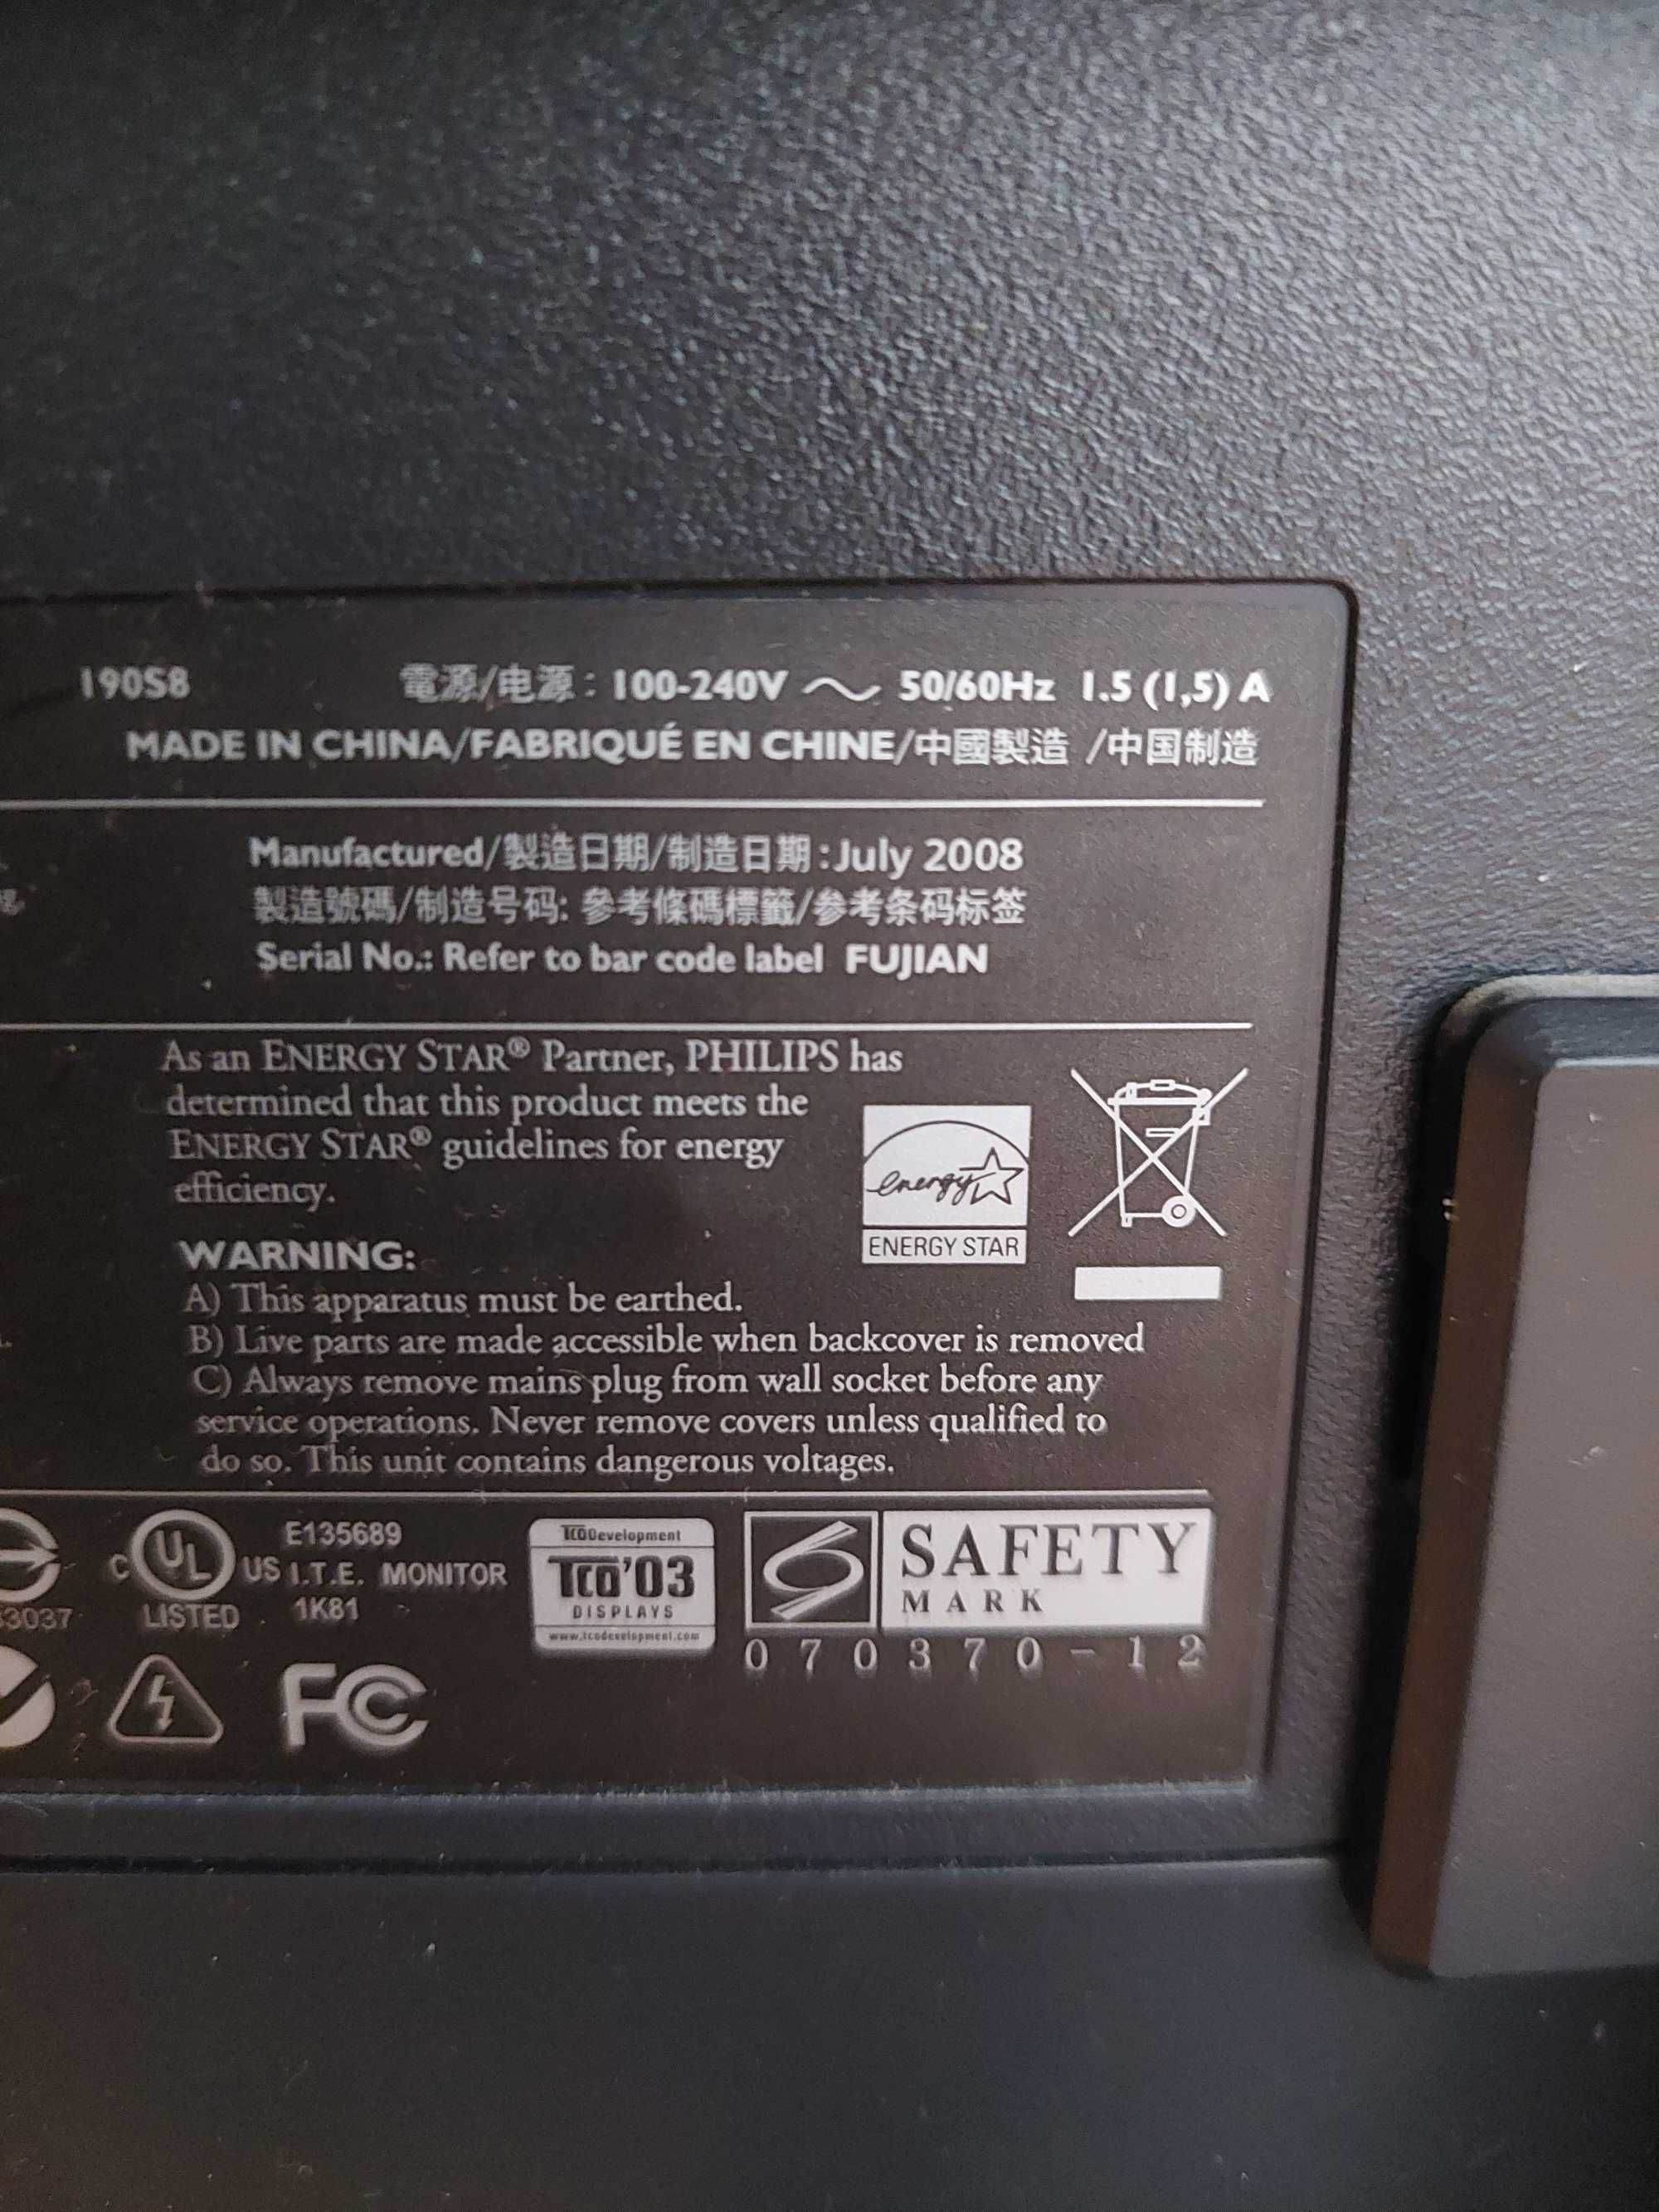 190S8 電源/电源 : 100-240V ～ 50/60Hz 1.5 (1,5) A
MADE IN CHINA/FABRIQUÉ EN CHINE/中國製造 /中国制造
Manufactured/製造日期/制造日期 : July 2008
製造號碼/制造号码: 參考條碼標籤/参考条码标签
Serial No.: Refer to bar code label FUJIAN
As an ENERGY STAR® Partner, PHILIPS has
determined that this product meets the
ENERGY STAR® guidelines for energy
efficiency.
energy
ENERGY STAR
WARNING:
A) This apparatus must be earthed.
B) Live parts are made accessible when backcover is removed
C) Always remove mains plug from wall socket before any
service operations. Never remove covers unless qualified to
do so. This unit contains dangerous voltages.
3037
C UL US
LISTED
E135689
I.T.E. MONITOR
1K81
TCODevelopment
TCO'03
DISPLAYS
www.tcodevelopment.com
SAFETY
MARK
070370-12
FC